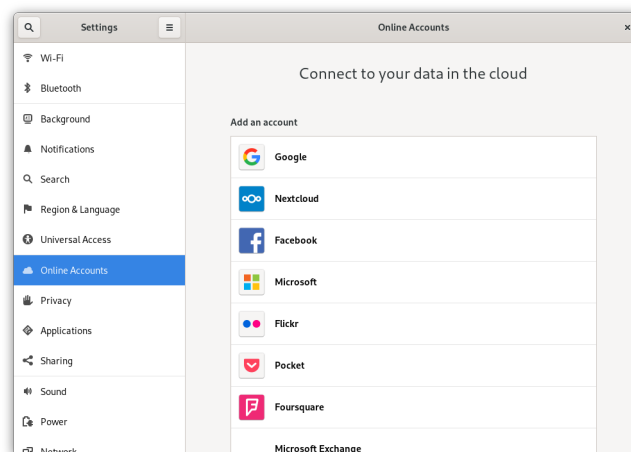 Settings
Online Accounts
Wi-Fi
Bluetooth
Background
Notifications
Search
Region & Language
Universal Access
Online Accounts
Privacy
Applications
Sharing
Sound
Power
Network
Connect to your data in the cloud
Add an account
Google
Nextcloud
Facebook
Microsoft
Flickr
Pocket
Foursquare
Microsoft Exchange